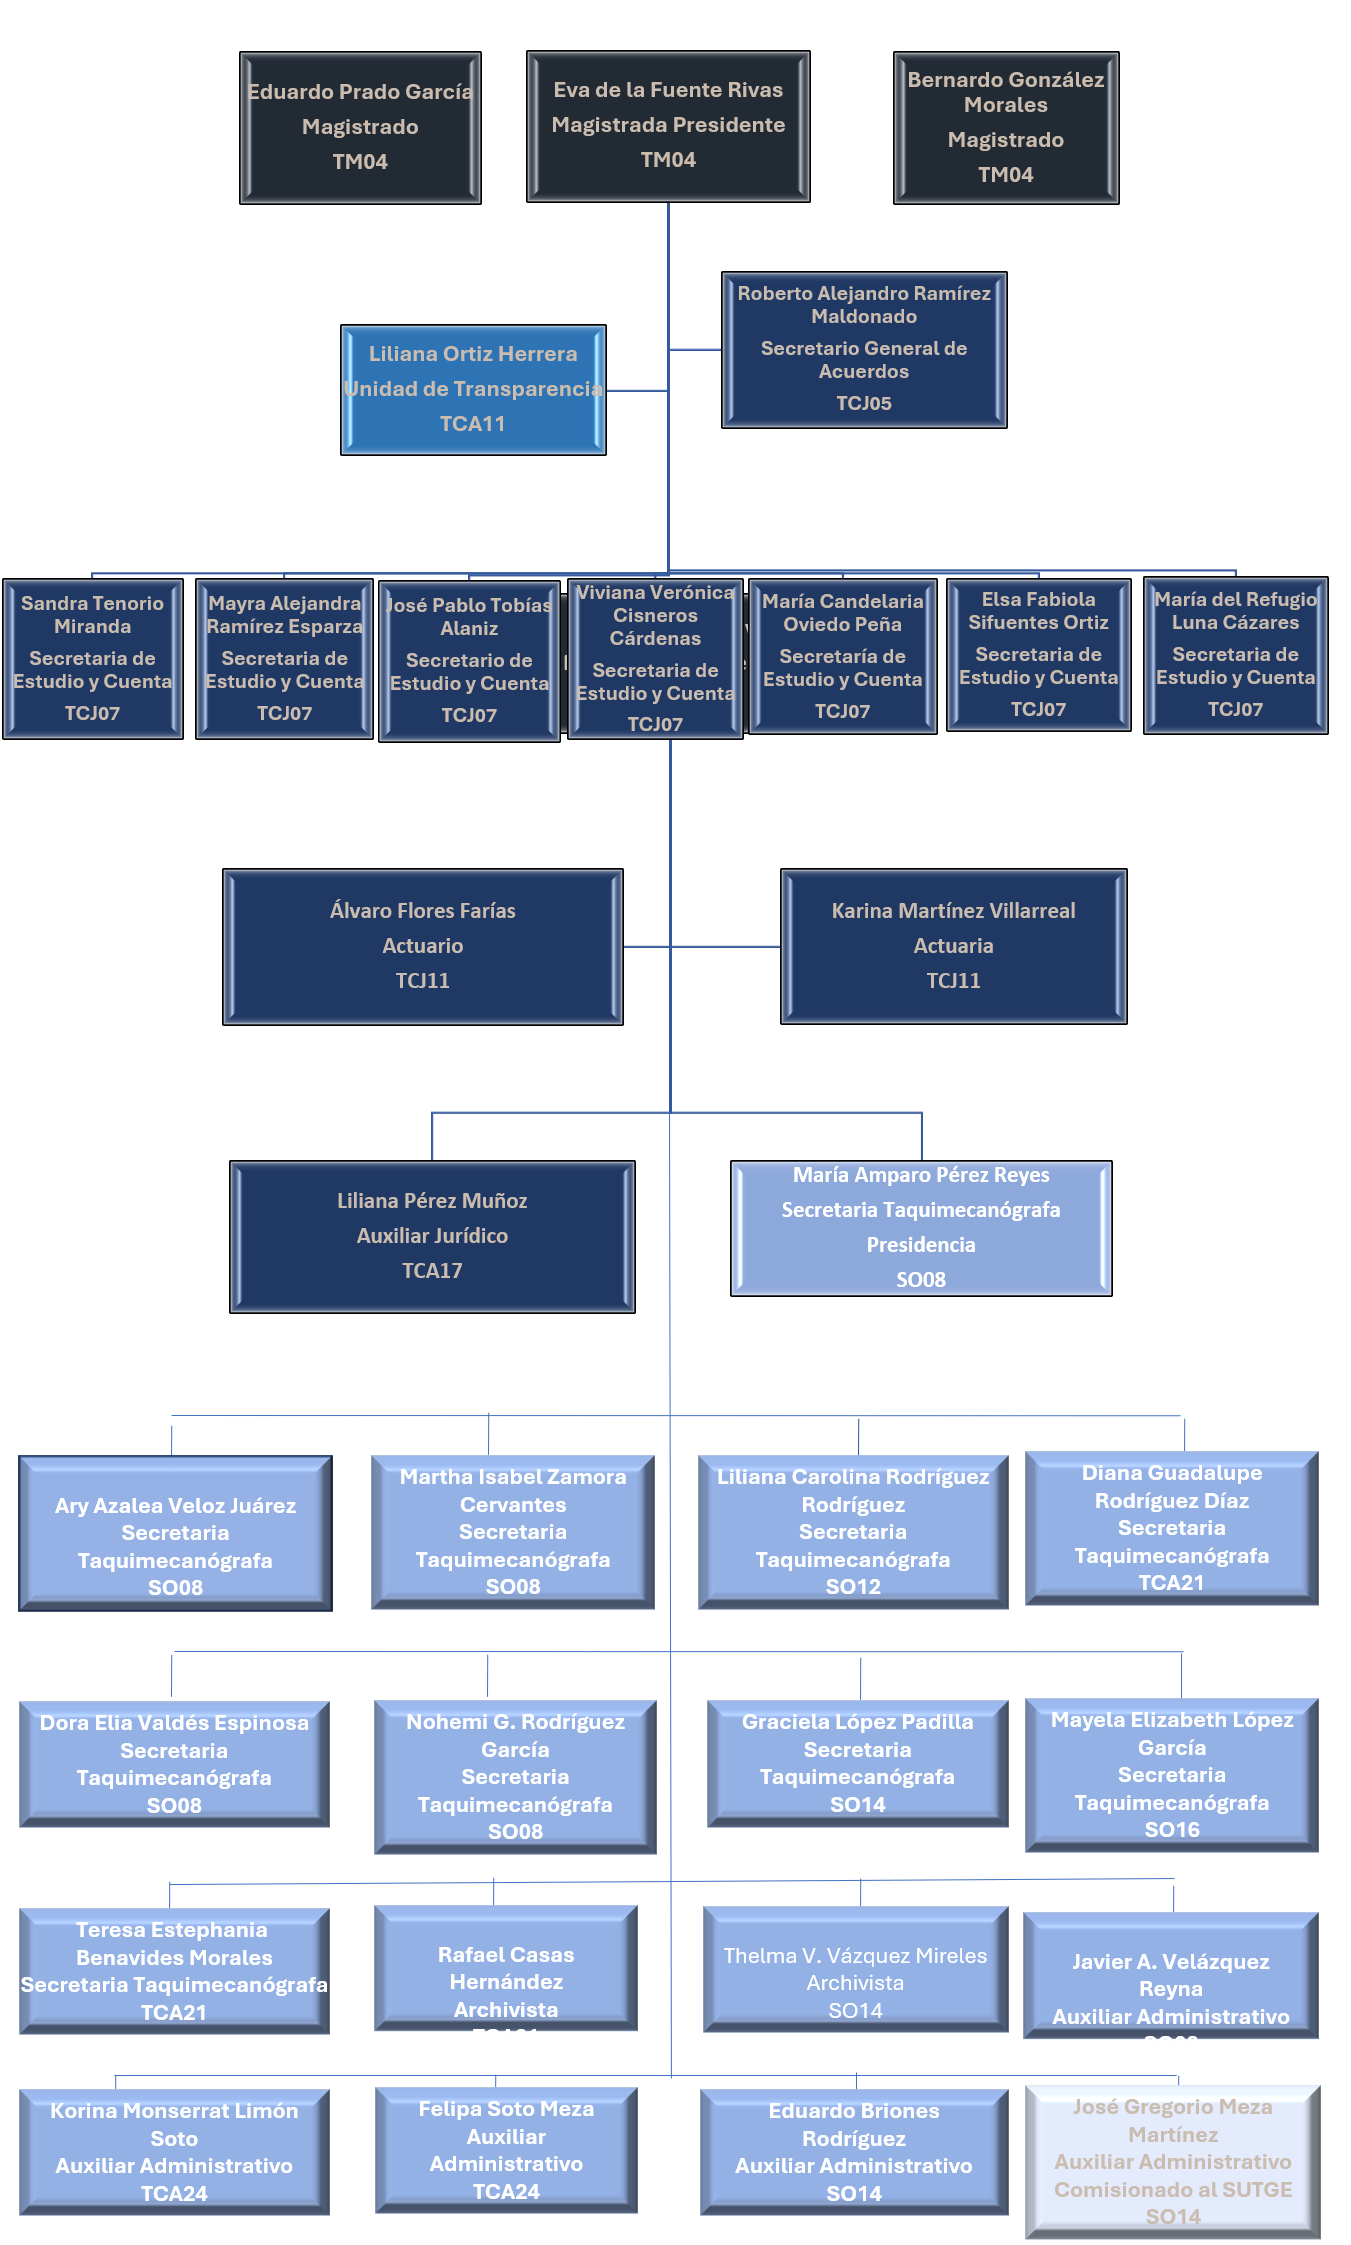 Eduardo Prado García
Magistrado
TM04
Eva de la Fuente Rivas
Magistrada Presidente
TM04
Bernardo González
Morales
Magistrado
TM04
Roberto Alejandro Ramírez
Maldonado
Secretario General de
Acuerdos
TCJ05
Liliana Ortiz Herrera
Unidad de Transparencia
TCA11
Sandra Tenorio
Miranda
Secretaria de
Estudio y Cuenta
TCJ07
Mayra Alejandra
Ramírez Esparza
Secretaria de
Estudio y Cuenta
TCJ07
José Pablo Tobías
Alaniz
Secretario de
Estudio y Cuenta
TCJ07
Viviana Verónica
Cisneros
Cárdenas
Secretaria de
Estudio y Cuenta
TCJ07
María Candelaria
Oviedo Peña
Secretaría de
Estudio y Cuenta
TCJ07
Elsa Fabiola
Sifuentes Ortiz
Secretaria de
Estudio y Cuenta
TCJ07
María del Refugio
Luna Cázares
Secretaria de
Estudio y Cuenta
TCJ07
Álvaro Flores Farías
Actuario
TCJ11
Karina Martínez Villarreal
Actuaria
TCJ11
Liliana Pérez Muñoz
Auxiliar Jurídico
TCA17
María Amparo Pérez Reyes
Secretaria Taquimecanógrafa
Presidencia
SO08
Ary Azalea Veloz Juárez
Secretaria
Taquimecanógrafa
SO08
Martha Isabel Zamora
Cervantes
Secretaria
Taquimecanógrafa
SO08
Liliana Carolina Rodríguez
Rodríguez
Secretaria
Taquimecanógrafa
SO12
Diana Guadalupe
Rodríguez Díaz
Secretaria
Taquimecanógrafa
TCA21
Dora Elia Valdés Espinosa
Secretaria
Taquimecanógrafa
SO08
Nohemi G. Rodríguez
García
Secretaria
Taquimecanógrafa
SO08
Graciela López Padilla
Secretaria
Taquimecanógrafa
SO14
Mayela Elizabeth López
García
Secretaria
Taquimecanógrafa
SO16
Teresa Estephania
Benavides Morales
Secretaria Taquimecanógrafa
TCA21
Rafael Casas
Hernández
Archivista
Thelma V. Vázquez Mireles
Archivista
SO14
Javier A. Velázquez
Reyna
Auxiliar Administrativo
Korina Monserrat Limón
Soto
Auxiliar Administrativo
TCA24
Felipa Soto Meza
Auxiliar
Administrativo
TCA24
Eduardo Briones
Rodríguez
Auxiliar Administrativo
SO14
José Gregorio Meza
Martínez
Auxiliar Administrativo
Comisionado al SUTGE
SO14